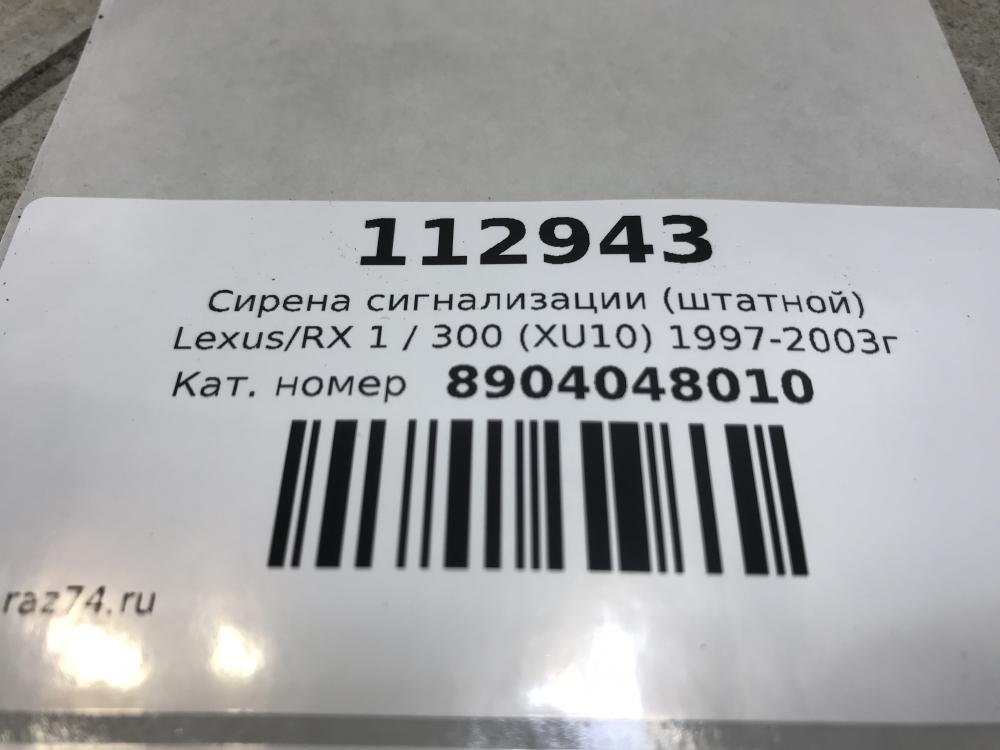 112943
Сирена сигнализации (штатной)
Lexus/RX 1 / 300 (XU10) 1997-2003г
Кат. номер 8904048010
raz74.ru